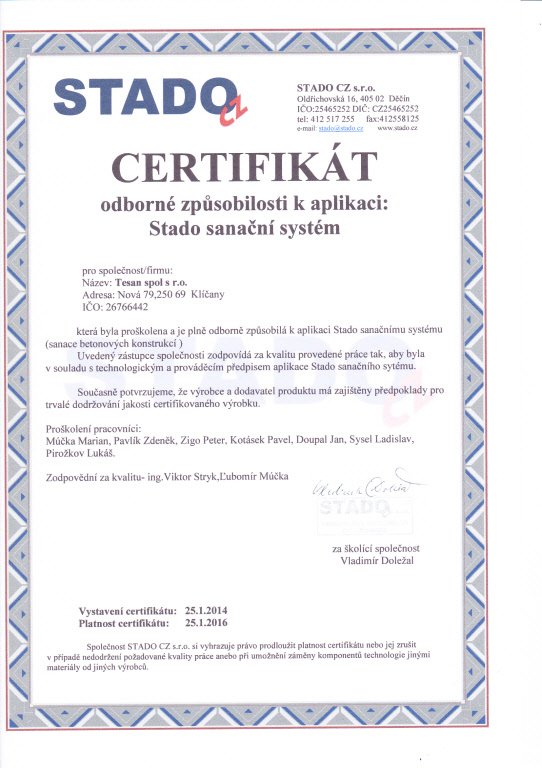 STADO CZ
STADO CZ s.r.o.
Oldřichovská 16, 405 02 Děčín
IČO:25465252 DIČ: CZ25465252
tel: 412 517 255 fax:412558125
e-mail: stado@stado.cz www.stado.cz
CERTIFIKÁT
odborné způsobilosti k aplikaci:
Stado sanační systém
pro společnost/firmu:
Název: Tesan spol s r.o.
Adresa: Nová 79,250 69 Klíčany
IČO: 26766442
která byla proškolena a je plně odborně způsobilá k aplikaci Stado sanačnímu systému
(sanace betonových konstrukcí )
Uvedený zástupce společnosti zodpovídá za kvalitu provedené práce tak, aby byla
v souladu s technologickým a prováděcím předpisem aplikace Stado sanačního sytému.
Současně potvrzujeme, že výrobce a dodavatel produktu má zajištěny předpoklady pro
trvalé dodržování jakosti certifikovaného výrobku.
Proškolení pracovníci:
Múčka Marian, Pavlík Zdeněk, Zigo Peter, Kotásek Pavel, Doupal Jan, Sysel Ladislav,
Pirožkov Lukáš.
Zodpovědní za kvalitu- ing.Viktor Stryk,Ľubomír Múčka
STADO
za školící společnost
Vladimír Doležal
Vystavení certifikátu: 25.1.2014
Platnost certifikátu: 25.1.2016
Společnost STADO CZ s.r.o. si vyhrazuje právo prodloužit platnost certifikátu nebo jej zrušit
v případě nedodržení požadované kvality práce anebo při umožnění záměny komponentů technologie jinými
materiály od jiných výrobců.